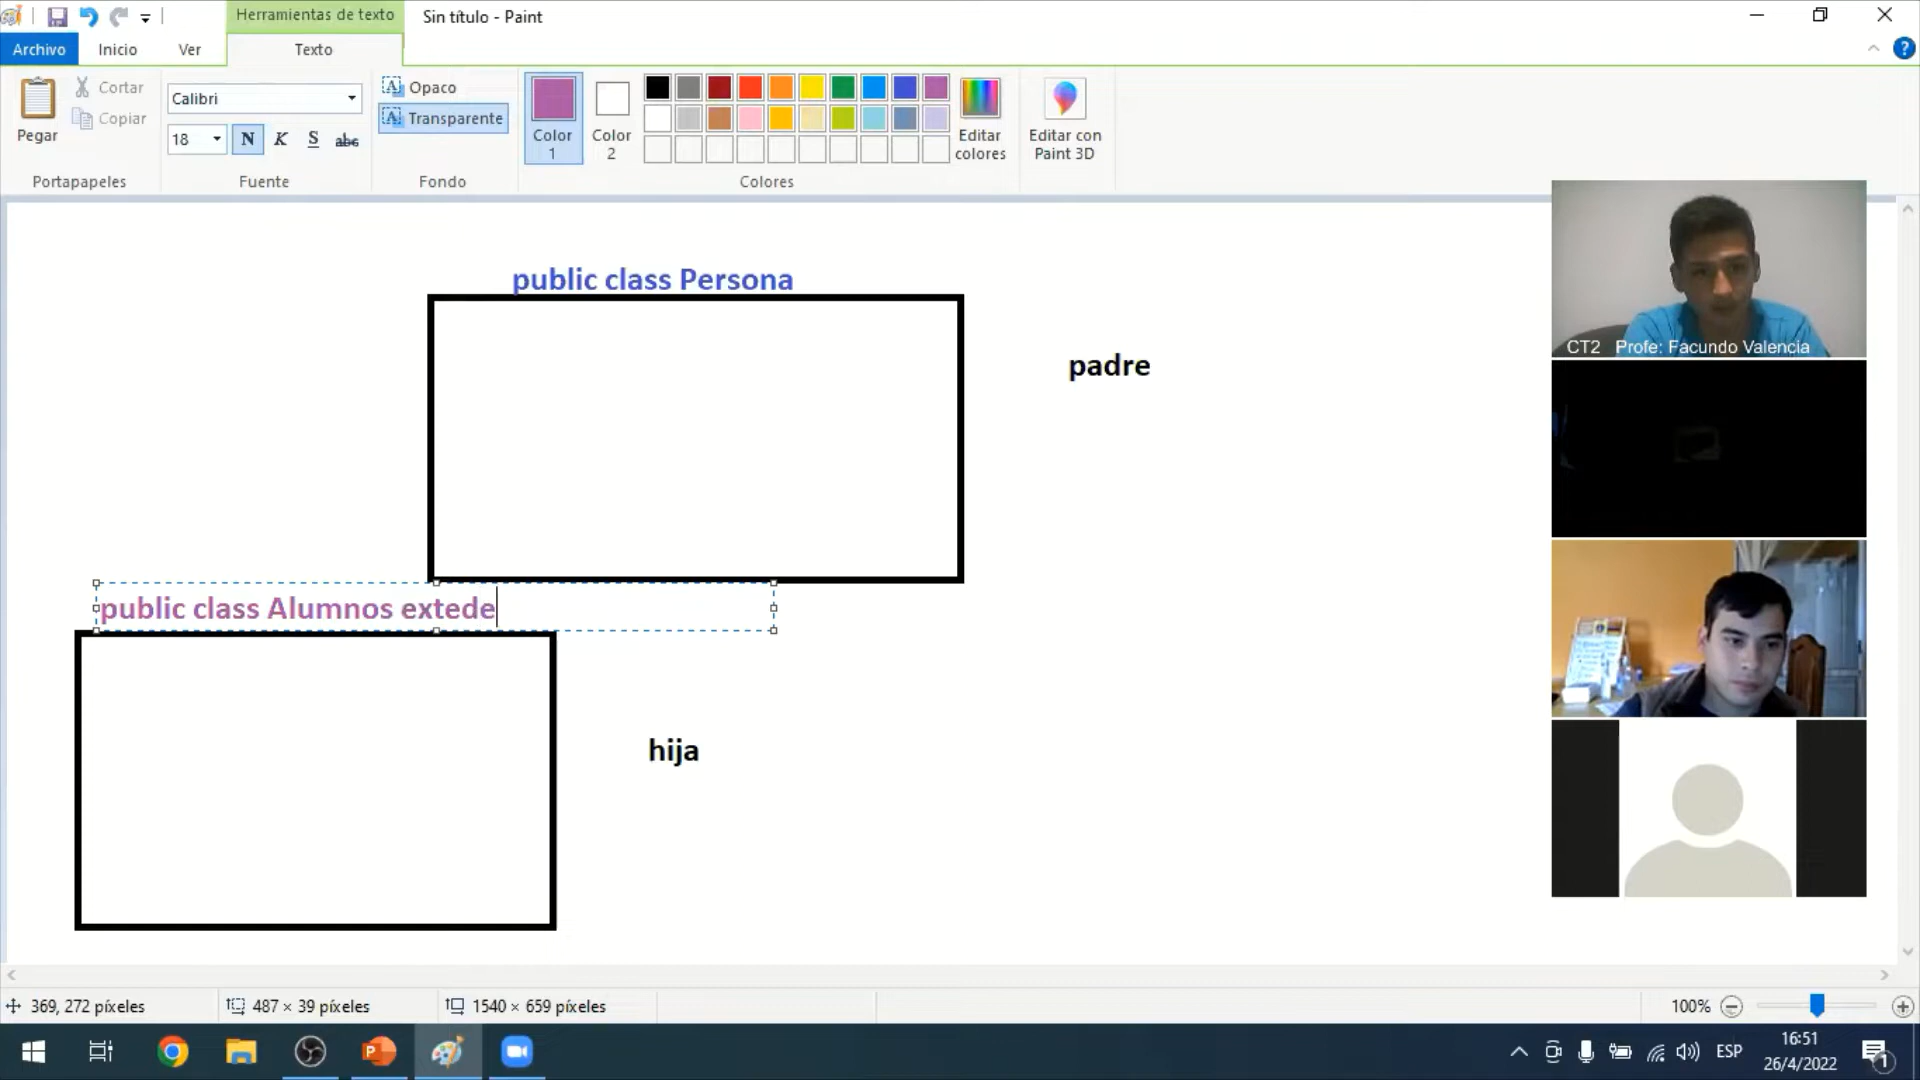 Herramientas de texto
Sin título - Paint
Archivo
Inicio
Ver
Texto
Pegar
Cortar
Copiar
Portapapeles
Calibri
18
N
K
S
abc
Fuente
Opaco
Transparente
Fondo
Color
1
Color
2
Colores
Editar
colores
Editar con
Paint 3D
public class Persona
padre
public class Alumnos extede
hija
CT2 Profe: Facundo Valencia
369, 272 píxeles
487 × 39 píxeles
1540 × 659 píxeles
100%
ESP
16:51
26/4/2022
1